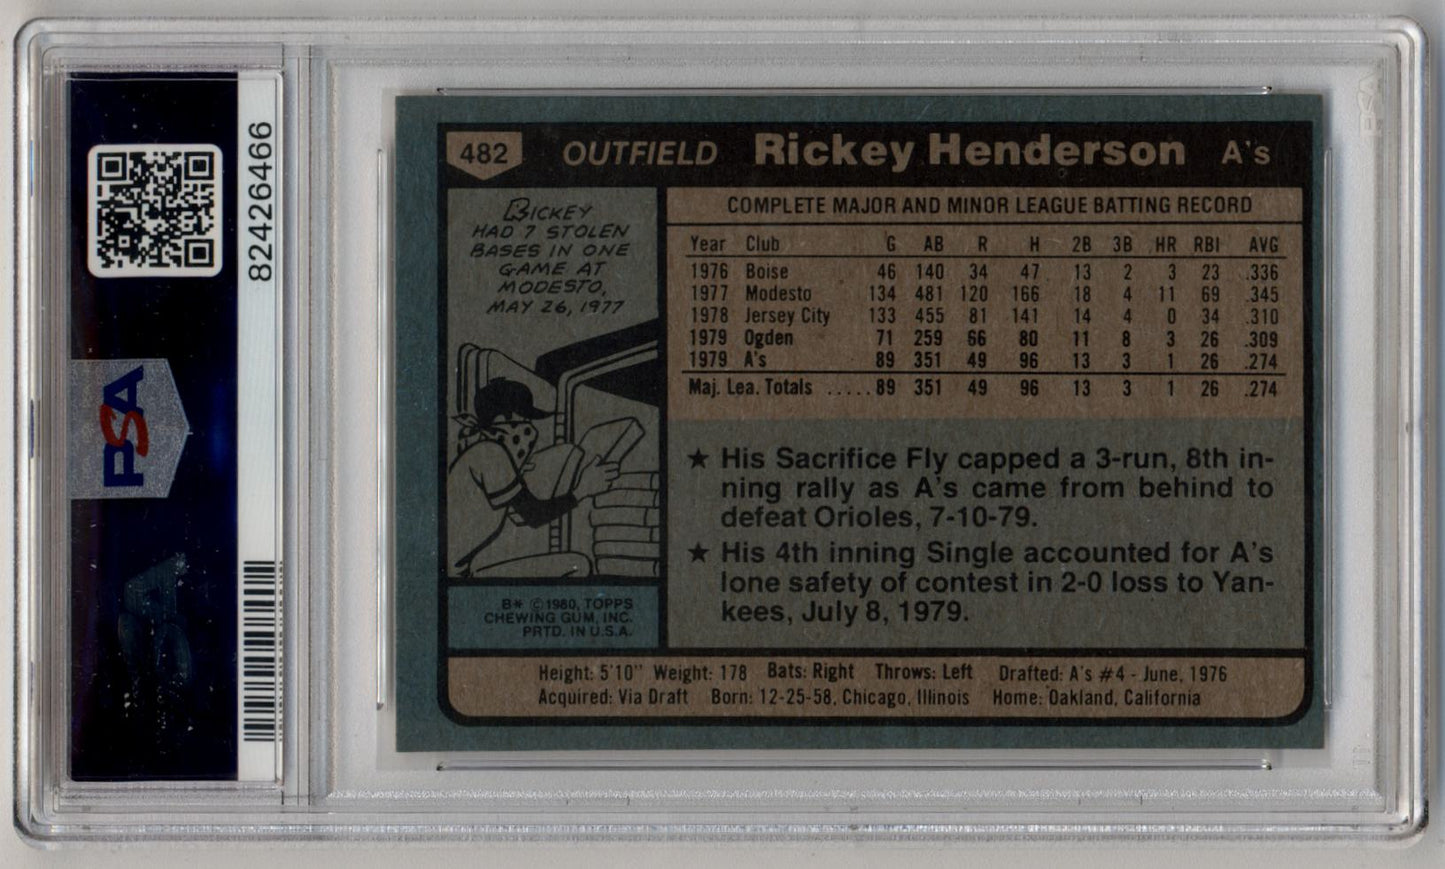 82426466
PSA
482 OUTFIELD Rickey Henderson A's
RICKEY
HAD 7 STOLEN
BASES IN ONE
GAME AT
MODESTO,
MAY 26, 1977
COMPLETE MAJOR AND MINOR LEAGUE BATTING RECORD
Year Club G AB R H 2B 3B HR RBI AVG
1976 Boise 46 140 34 47 13 2 3 23 .336
1977 Modesto 134 481 120 166 18 4 11 69 .345
1978 Jersey City 133 455 81 141 14 4 0 34 .310
1979 Ogden 71 259 66 80 11 8 3 26 .309
1979 A's 89 351 49 96 13 3 1 26 .274
Maj. Lea. Totals ..... 89 351 49 96 13 3 1 26 .274
★ His Sacrifice Fly capped a 3-run, 8th in-
ning rally as A's came from behind to
defeat Orioles, 7-10-79.
★ His 4th inning Single accounted for A's
lone safety of contest in 2-0 loss to Yan-
kees, July 8, 1979.
B* ©1980, TOPPS
CHEWING GUM, INC.
PRTD. IN U.S.A.
Height: 5'10" Weight: 178 Bats: Right Throws: Left Drafted: A's #4 - June, 1976
Acquired: Via Draft Born: 12-25-58, Chicago, Illinois Home: Oakland, California